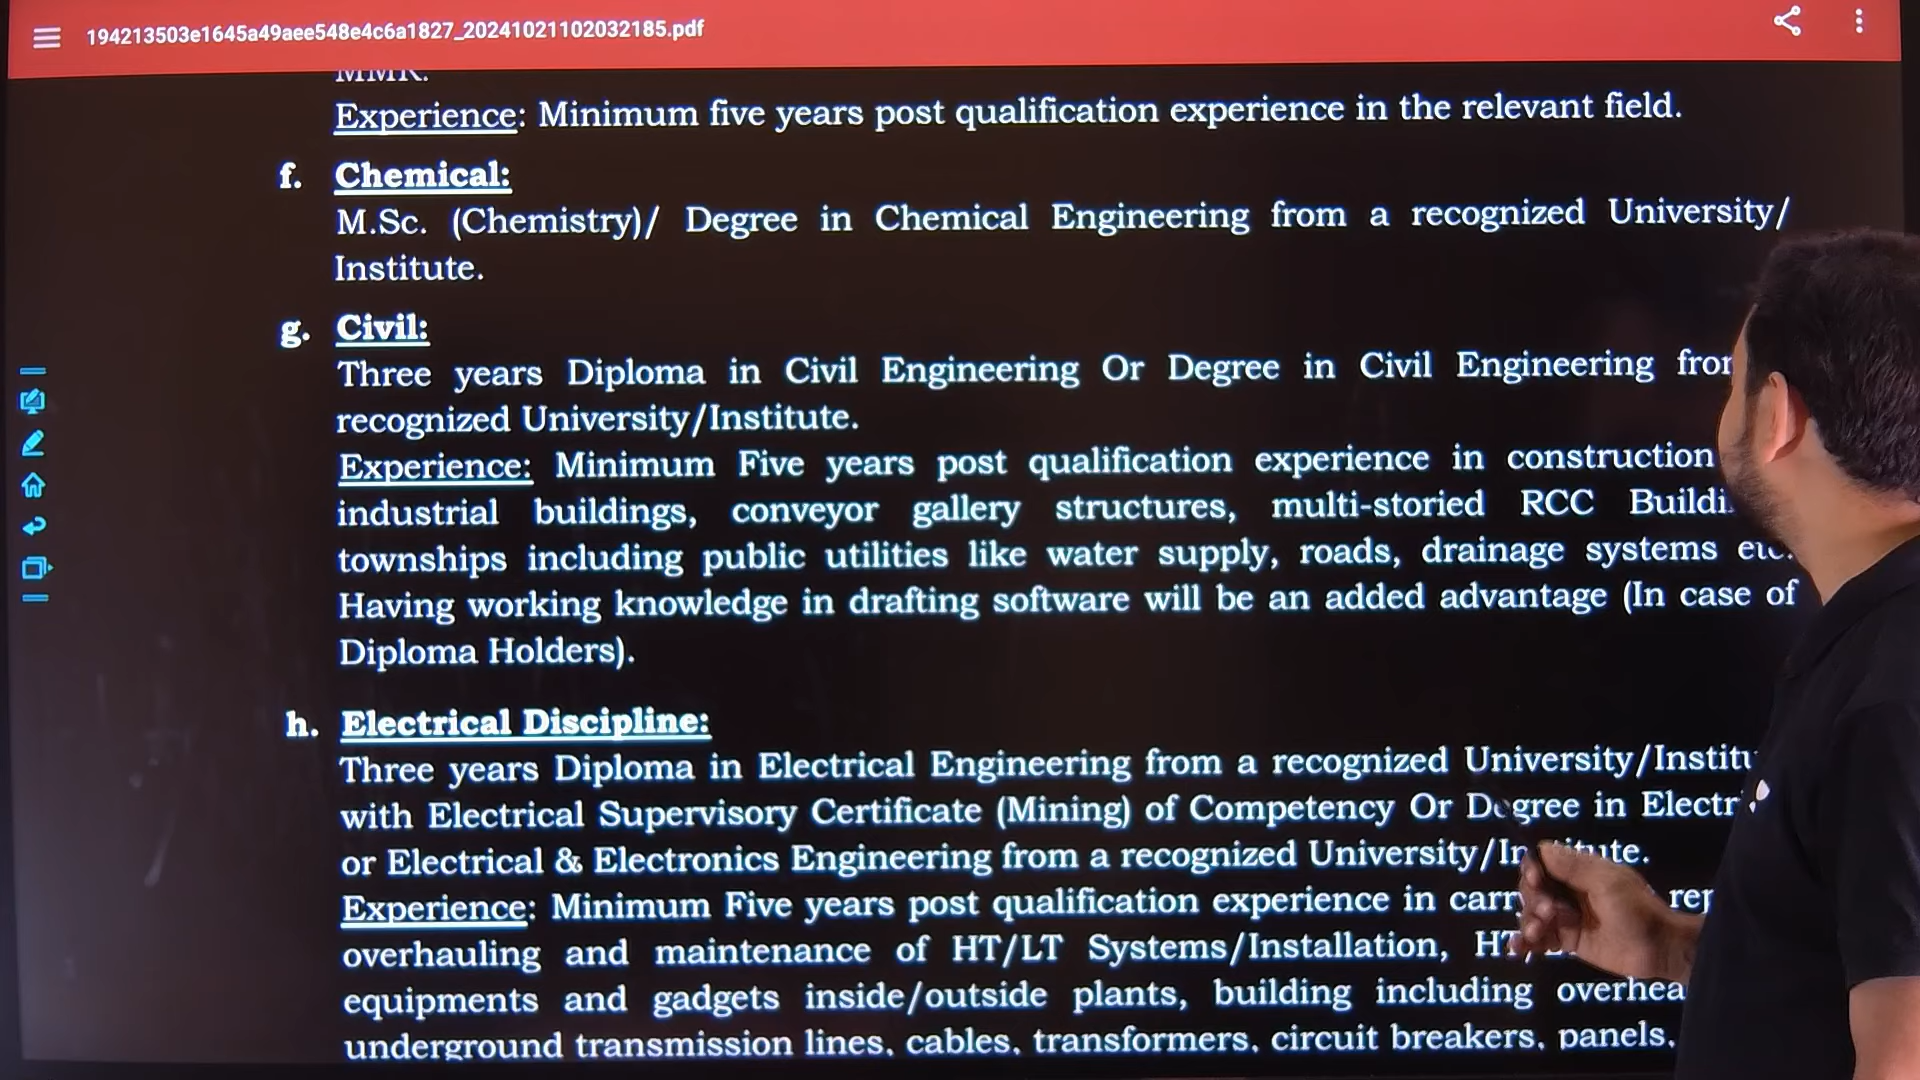 194213503e1645a49aee548e4c6a1827_20241021102032185.pdf
MMR.
Experience: Minimum five years post qualification experience in the relevant field.
f. Chemical:
M.Sc. (Chemistry)/ Degree in Chemical Engineering from a recognized University/
Institute.
g. Civil:
Three years Diploma in Civil Engineering Or Degree in Civil Engineering
recognized University/Institute.
Experience: Minimum Five years post qualification experience in construction
industrial buildings, conveyor gallery structures, multi-storied RCC
townships including public utilities like water supply, roads, drainage systems etc.
Having working knowledge in drafting software will be an added advantage (In case of
Diploma Holders).
h. Electrical Discipline:
Three years Diploma in Electrical Engineering from a recognized
with Electrical Supervisory Certificate (Mining) of Competency Or Degree in
or Electrical & Electronics Engineering from a recognized University/Institute.
Experience: Minimum Five years post qualification experience in
overhauling and maintenance of HT/LT Systems/Installation,
equipments and gadgets inside/outside plants, building including
underground transmission lines, cables, transformers, circuit breakers, panels,